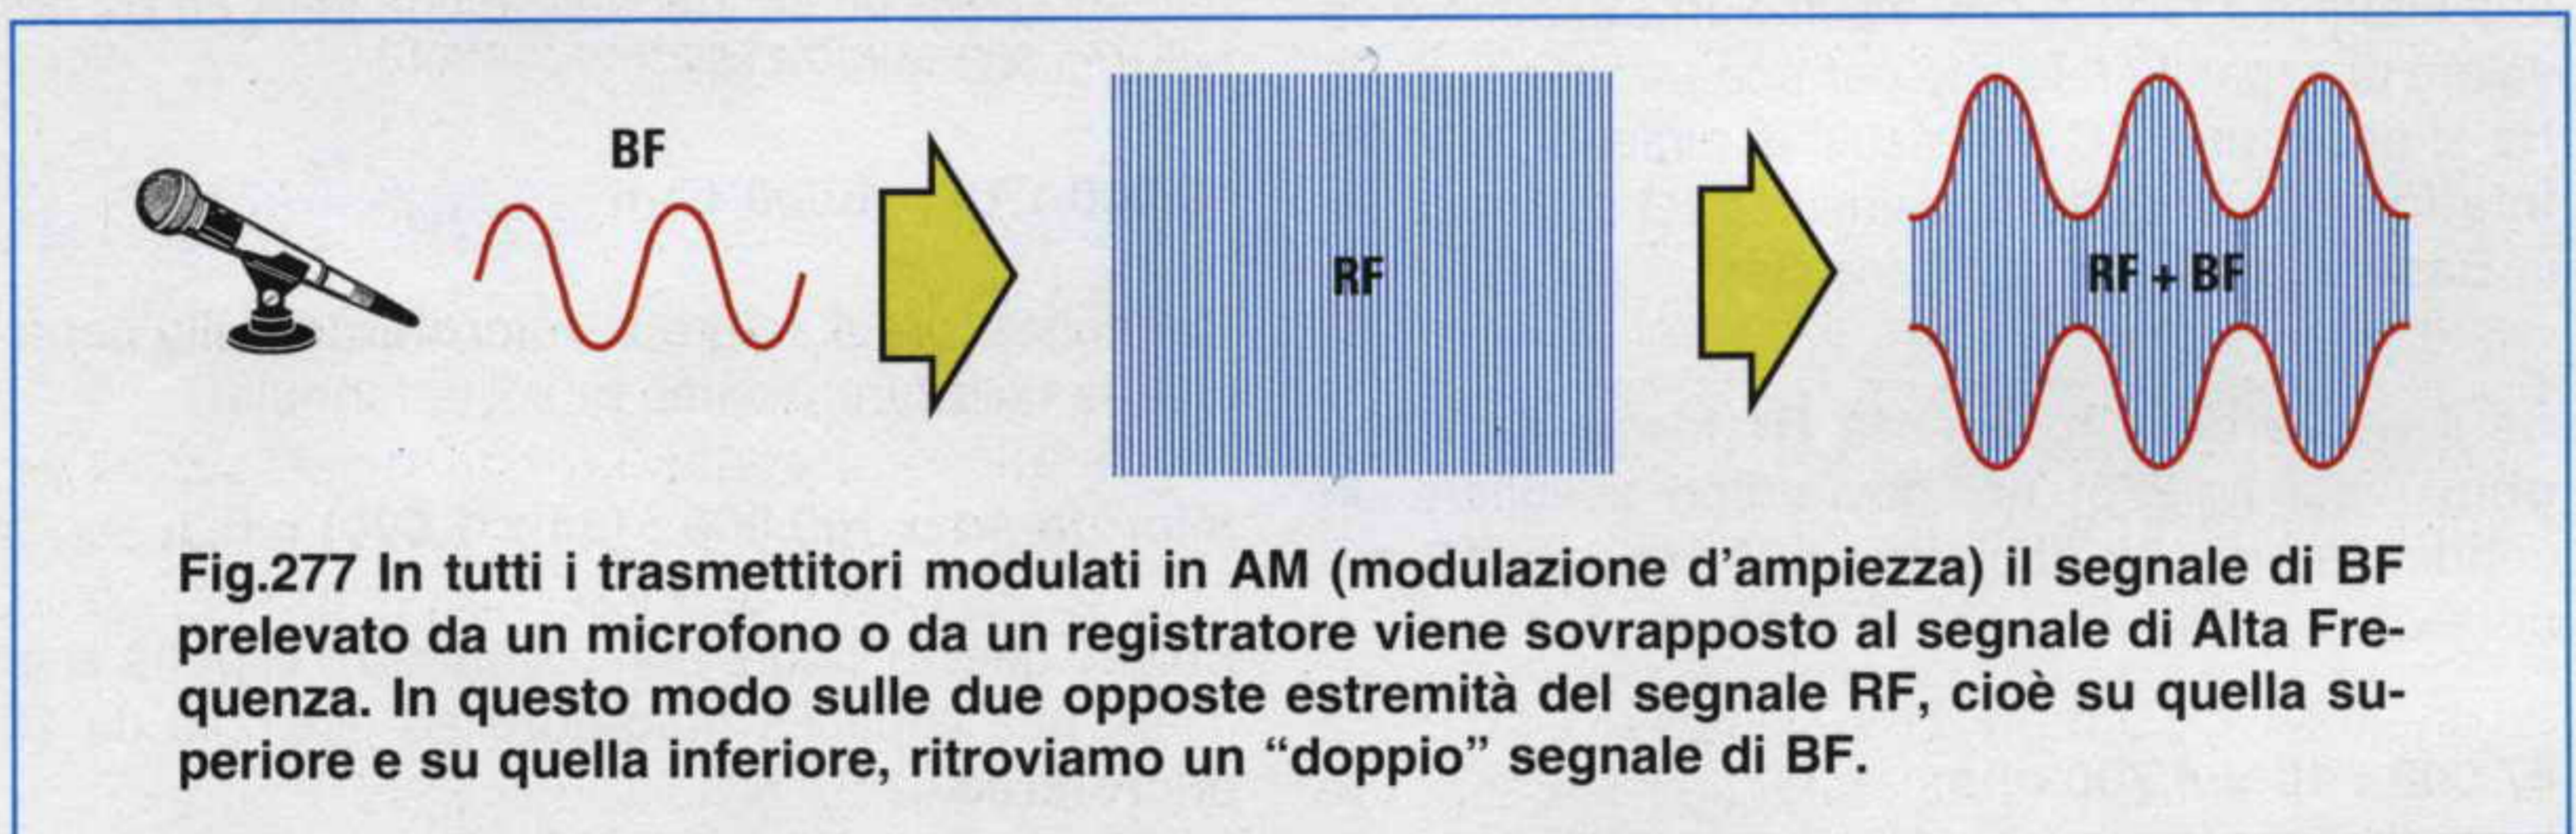 BF
RF
RF + BF
Fig.277 In tutti i trasmettitori modulati in AM (modulazione d'ampiezza) il segnale di BF
prelevato da un microfono o da un registratore viene sovrapposto al segnale di Alta Fre-
quenza. In questo modo sulle due opposte estremità del segnale RF, cioè su quella su-
periore e su quella inferiore, ritroviamo un “doppio” segnale di BF.